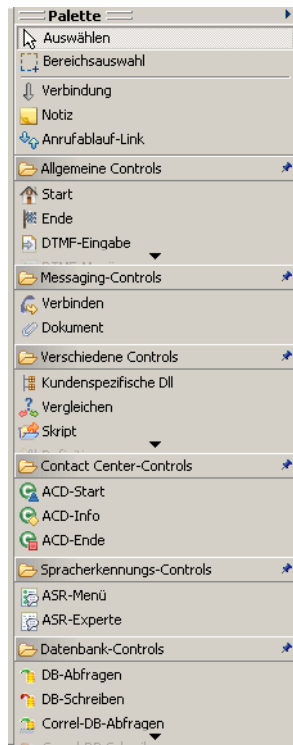 Palette
Auswählen
Bereichsauswahl
Verbindung
Notiz
Anrufablauf-Link
Allgemeine Controls
Start
Ende
DTMF-Eingabe
Messaging-Controls
Verbinden
Dokument
Verschiedene Controls
Kundenspezifische Dll
Vergleichen
Skript
Contact Center-Controls
ACD-Start
ACD-Info
ACD-Ende
Spracherkennungs-Controls
ASR-Menü
ASR-Experte
Datenbank-Controls
DB-Abfragen
DB-Schreiben
Correl-DB-Abfragen